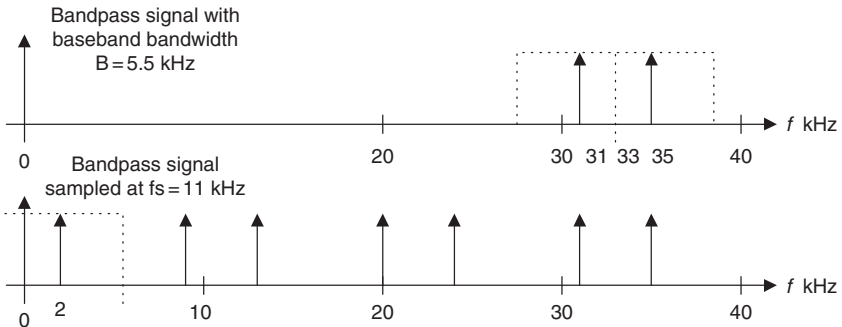 Bandpass signal with
baseband bandwidth
B = 5.5 kHz
f kHz
0 20 30 31 33 35 40
Bandpass signal
sampled at fs = 11 kHz
f kHz
0 2 10 20 30 40